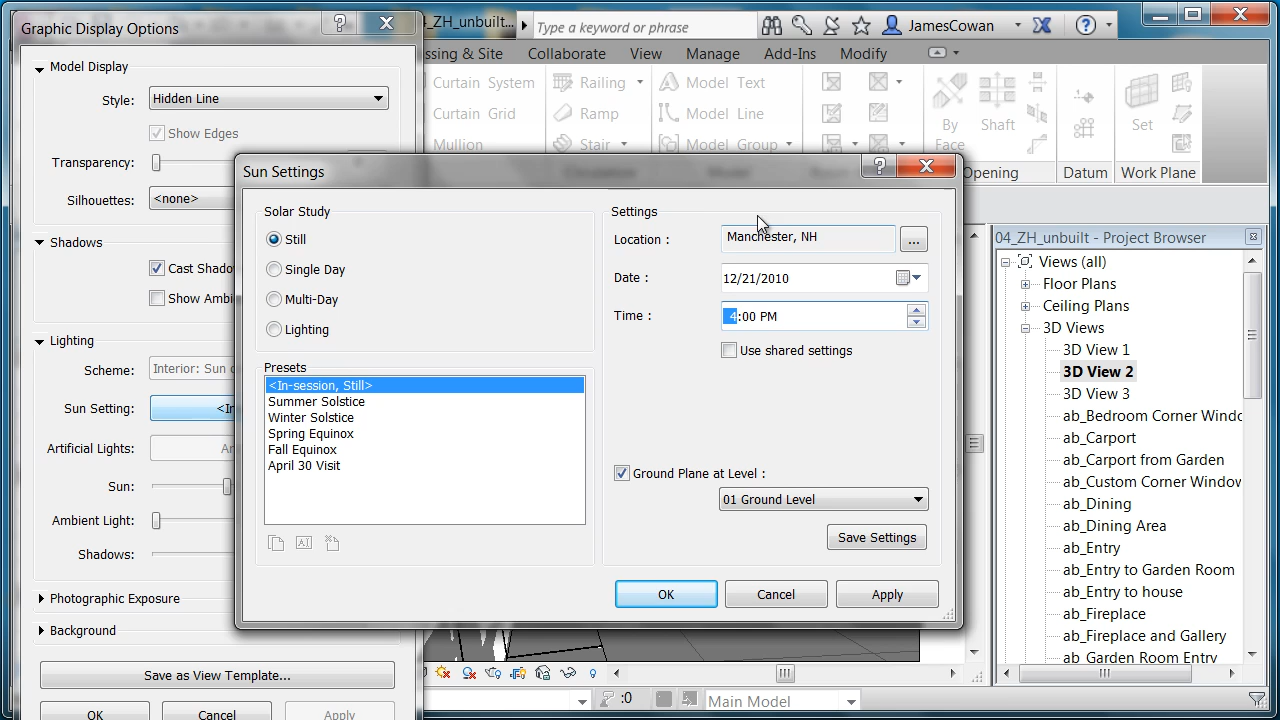 Graphic Display Options
Model Display
Style:
Hidden Line
Show Edges
Transparency:
Silhouettes:
<none>
Shadows
Cast Shado
Show Ambi
Lighting
Scheme:
Interior: Sun
Sun Setting:
<In
Artificial Lights:
Ar
Sun:
Ambient Light:
Shadows:
Photographic Exposure
Background
Save as View Template...
OK
Cancel
Apply
4_ZH_unbuilt...
Type a keyword or phrase
JamesCowan
ssing & Site
Collaborate
View
Manage
Add-Ins
Modify
Curtain System
Curtain Grid
Mullion
Railing
Ramp
Stair
Model Text
Model Line
Model Group
By
Face
Shaft
Set
Circulation
Model
Opening
Datum
Work Plane
Sun Settings
Solar Study
Still
Single Day
Multi-Day
Lighting
Presets
<In-session, Still>
Summer Solstice
Winter Solstice
Spring Equinox
Fall Equinox
April 30 Visit
Settings
Location :
Manchester, NH
...
Date :
12/21/2010
Time :
4:00 PM
Use shared settings
Ground Plane at Level :
01 Ground Level
Save Settings
OK
Cancel
Apply
04_ZH_unbuilt - Project Browser
Views (all)
Floor Plans
Ceiling Plans
3D Views
3D View 1
3D View 2
3D View 3
ab_Bedroom Corner Windo
ab_Carport
ab_Carport from Garden
ab_Custom Corner Window
ab_Dining
ab_Dining Area
ab_Entry
ab_Entry to Garden Room
ab_Entry to house
ab_Fireplace
ab_Fireplace and Gallery
ab_Garden Room Entry
:0
Main Model